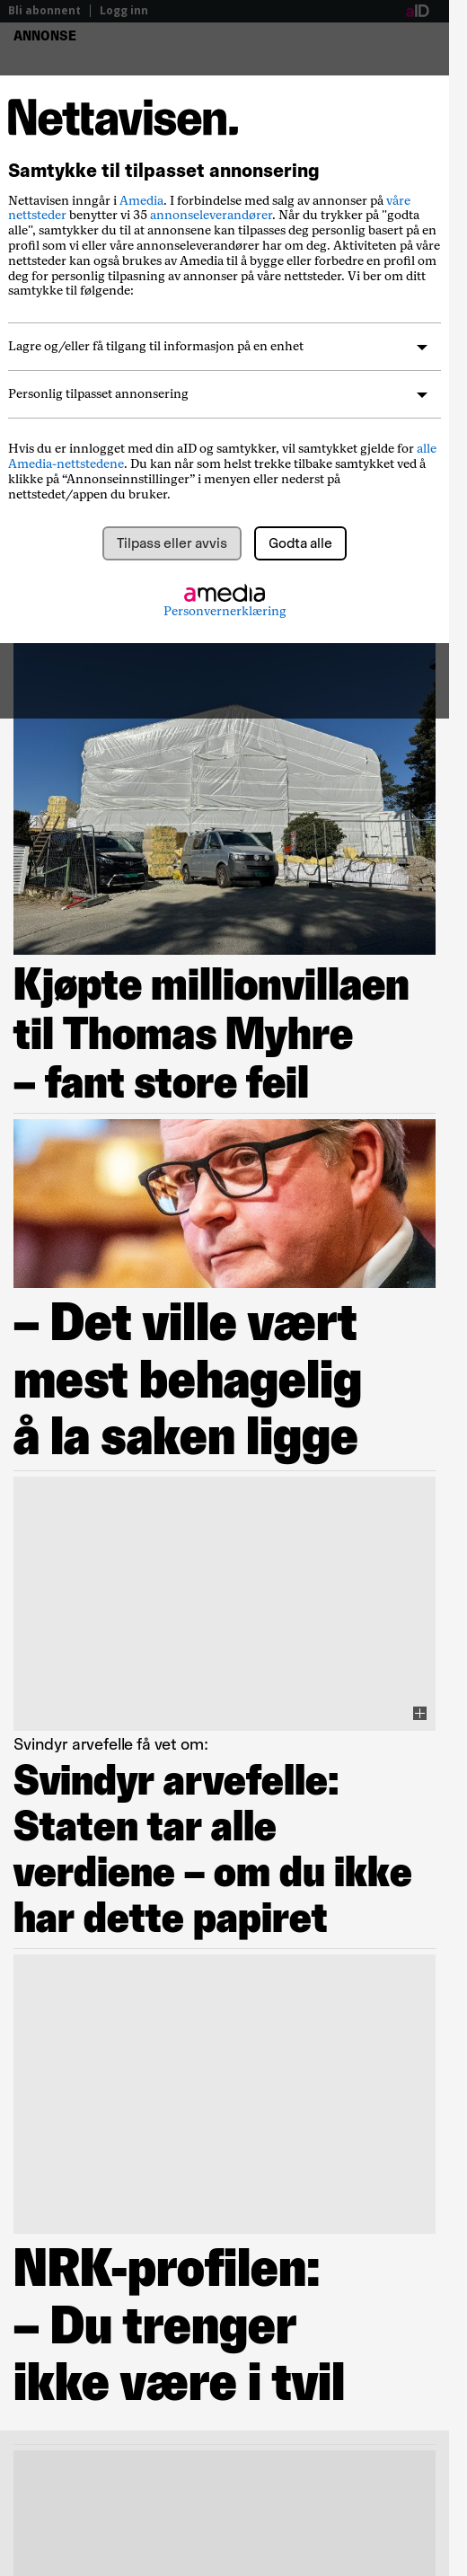 Bli abonnent | Logg inn
aID
ANNONSE
Nettavisen.
Samtykke til tilpasset annonsering
Nettavisen inngår i Amedia. I forbindelse med salg av annonser på våre
nettsteder benytter vi 35 annonseleverandører. Når du trykker på "godta
alle", samtykker du til at annonsene kan tilpasses deg personlig basert på en
profil som vi eller våre annonseleverandører har om deg. Aktiviteten på våre
nettsteder kan også brukes av Amedia til å bygge eller forbedre en profil om
deg for personlig tilpasning av annonser på våre nettsteder. Vi ber om ditt
samtykke til følgende:
Lagre og/eller få tilgang til informasjon på en enhet
Personlig tilpasset annonsering
Hvis du er innlogget med din aID og samtykker, vil samtykket gjelde for alle
Amedia-nettstedene. Du kan når som helst trekke tilbake samtykket ved å
klikke på “Annonseinnstillinger” i menyen eller nederst på
nettstedet/appen du bruker.
Tilpass eller avvis
Godta alle
amedia
Personvernerklæring
Kjøpte millionvillaen
til Thomas Myhre
– fant store feil
– Det ville vært
mest behagelig
å la saken ligge
Svindyr arvefelle få vet om:
Svindyr arvefelle:
Staten tar alle
verdiene – om du ikke
har dette papiret
NRK-profilen:
– Du trenger
ikke være i tvil